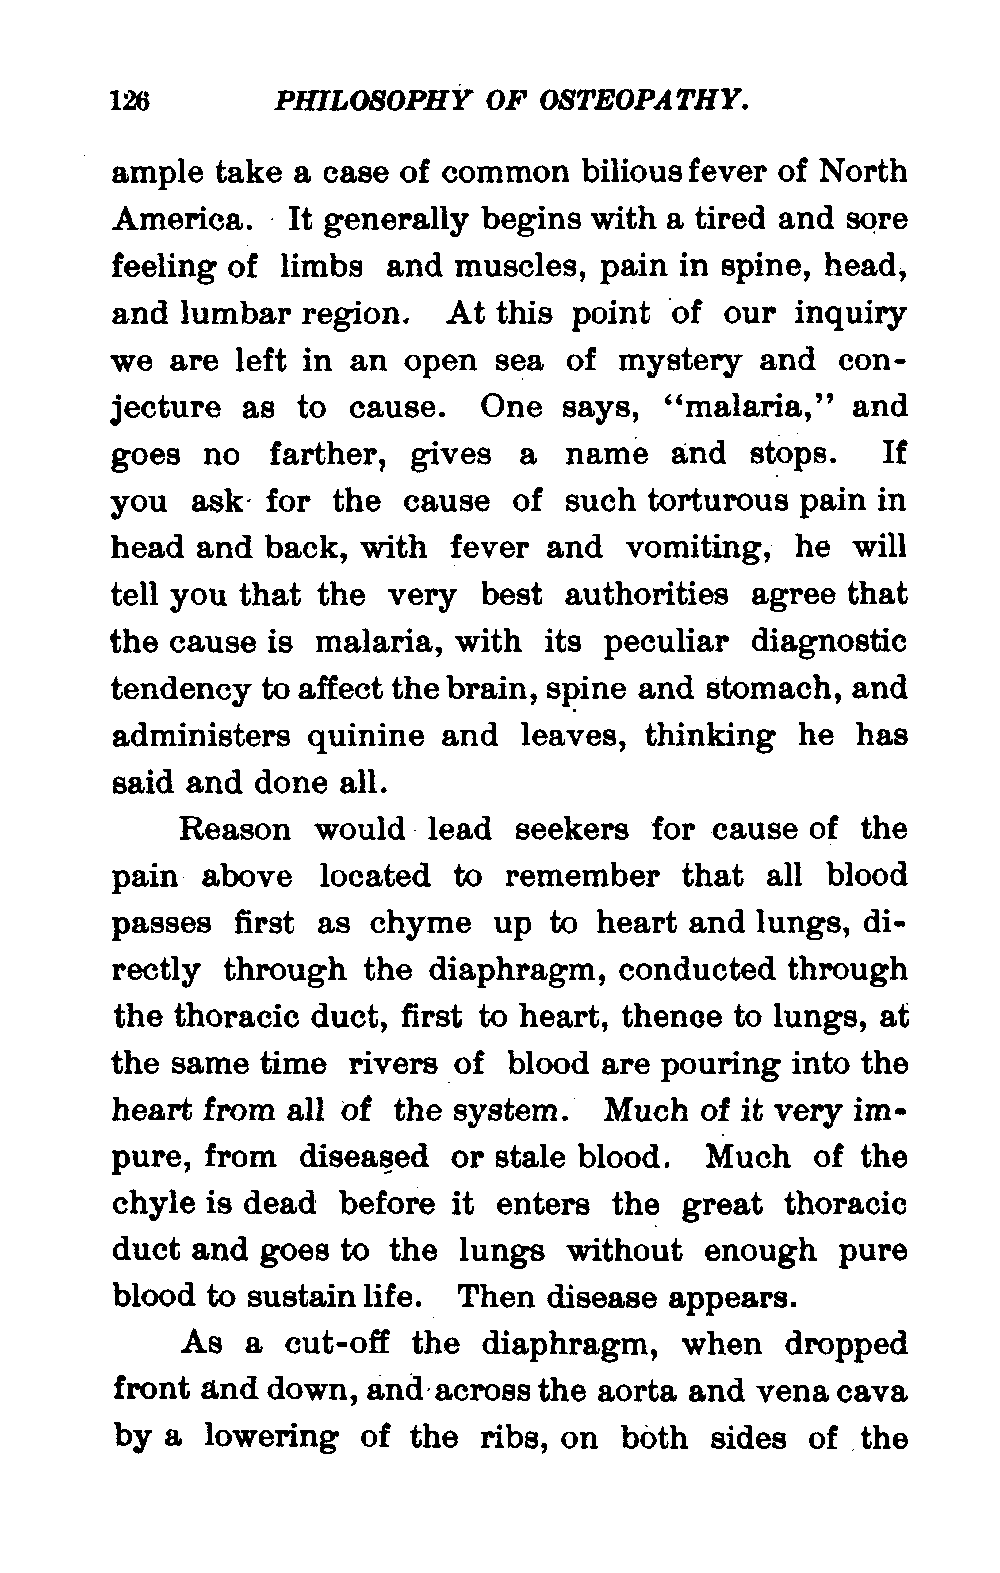 126 PHILOSOPHY OF OSTEOPATHY.
ample take a case of common bilious fever of North
America. It generally begins with a tired and sore
feeling of limbs and muscles, pain in spine, head,
and lumbar region. At this point of our inquiry
we are left in an open sea of mystery and con-
jecture as to cause. One says, “malaria,” and
goes no farther, gives a name and stops. If
you ask for the cause of such torturous pain in
head and back, with fever and vomiting, he will
tell you that the very best authorities agree that
the cause is malaria, with its peculiar diagnostic
tendency to affect the brain, spine and stomach, and
administers quinine and leaves, thinking he has
said and done all.
Reason would lead seekers for cause of the
pain above located to remember that all blood
passes first as chyme up to heart and lungs, di-
rectly through the diaphragm, conducted through
the thoracic duct, first to heart, thence to lungs, at
the same time rivers of blood are pouring into the
heart from all of the system. Much of it very im-
pure, from diseased or stale blood. Much of the
chyle is dead before it enters the great thoracic
duct and goes to the lungs without enough pure
blood to sustain life. Then disease appears.
As a cut-off the diaphragm, when dropped
front and down, and across the aorta and vena cava
by a lowering of the ribs, on both sides of the